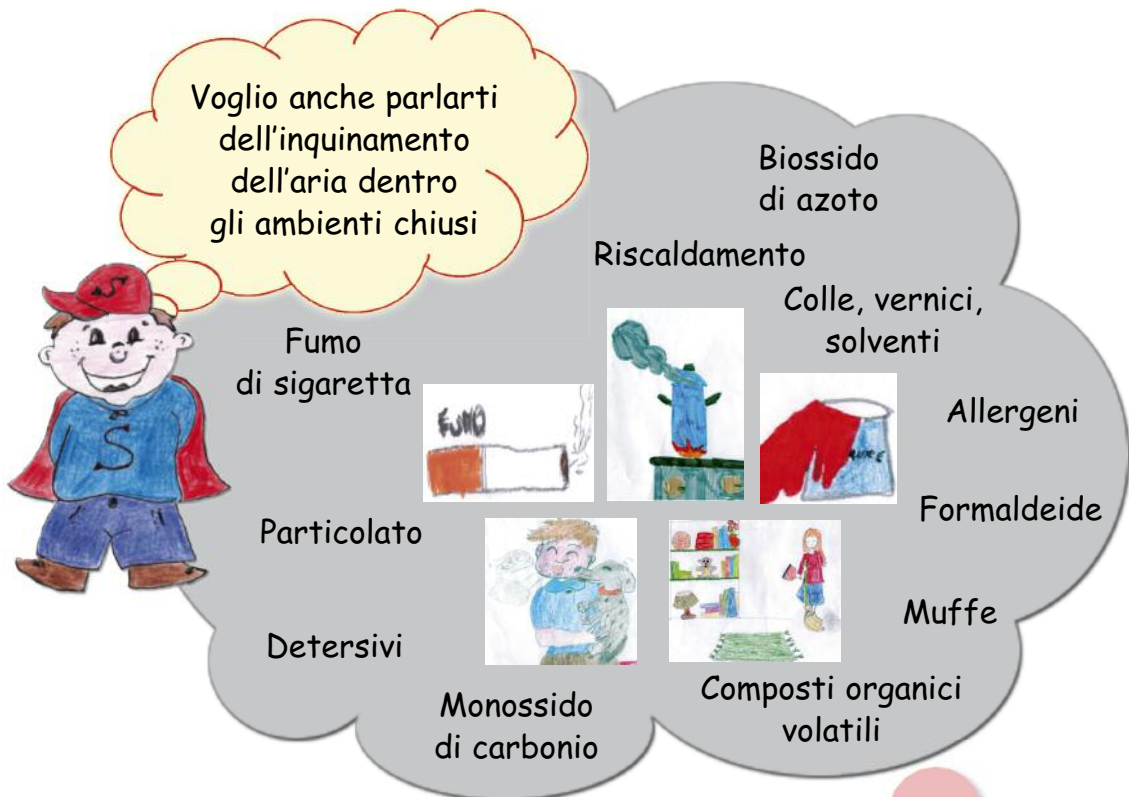 Voglio anche parlarti
dell'inquinamento
dell'aria dentro
gli ambienti chiusi
Biossido
di azoto
Riscaldamento
Colle, vernici,
solventi
Fumo
di sigaretta
Allergeni
FUMO
S
S
Formaldeide
Particolato
Muffe
Detersivi
Composti organici
volatili
Monossido
di carbonio